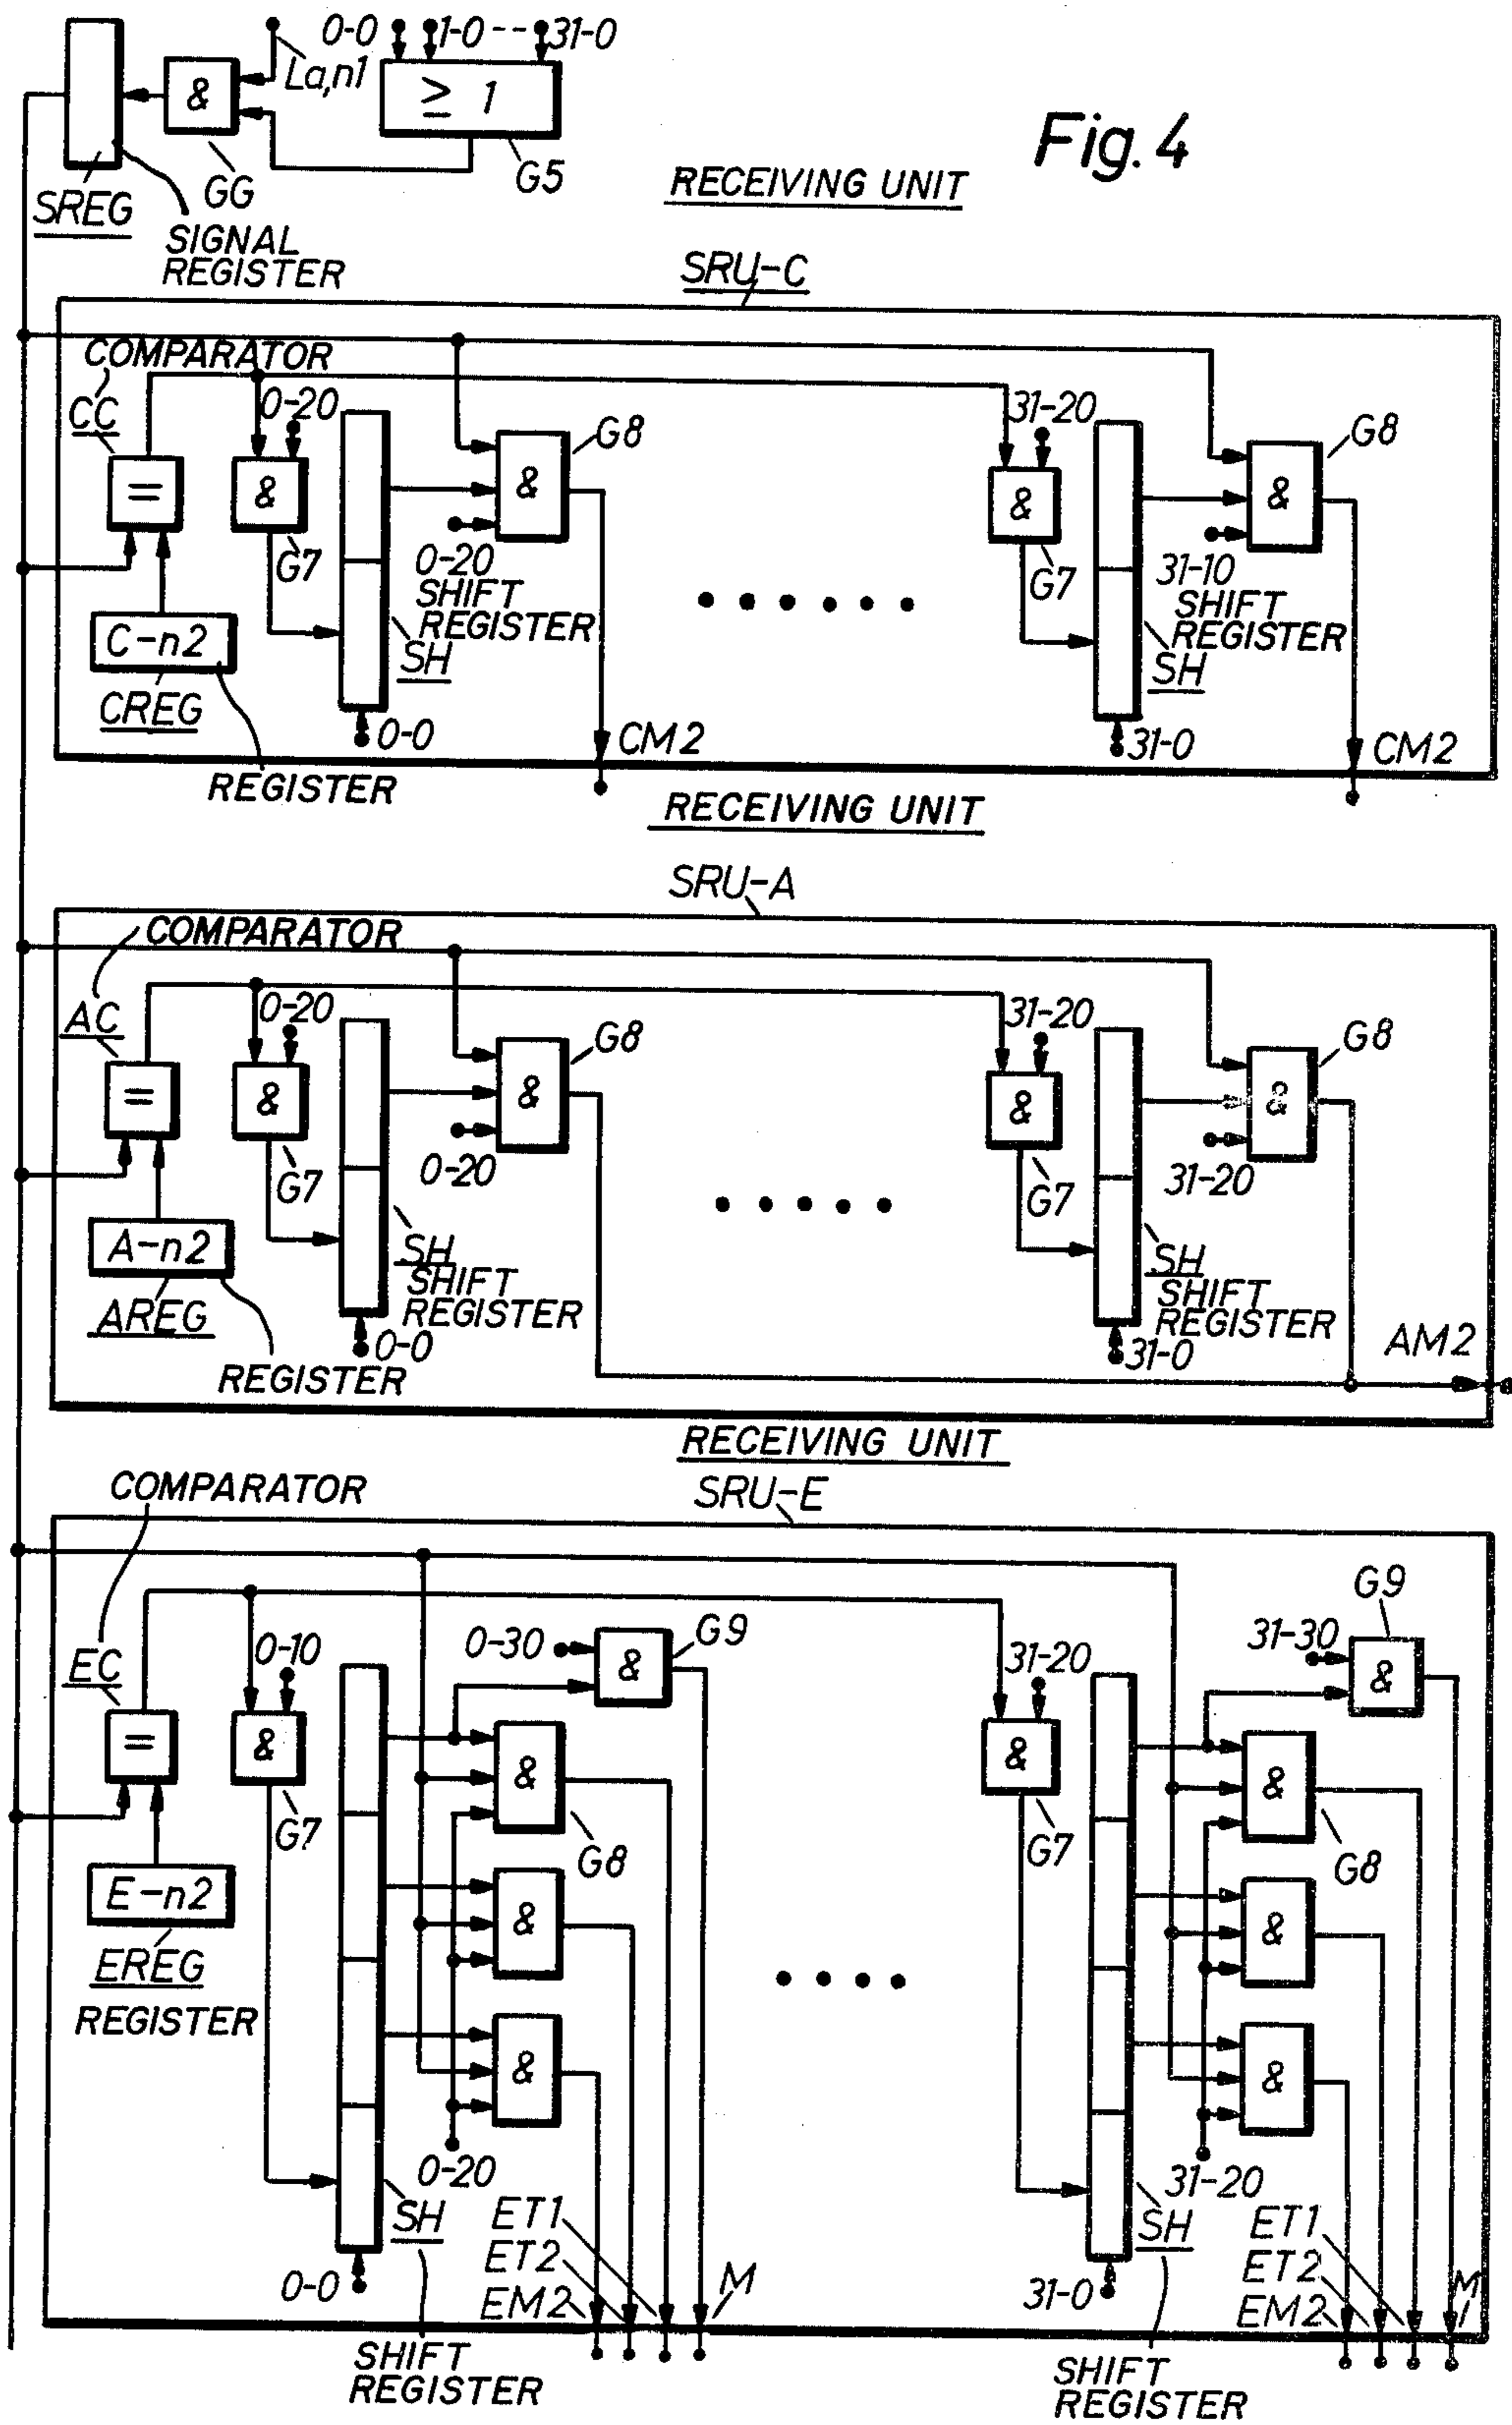 0-0 1-0 -- 31-0
La,n1
&
≥ 1
Fig. 4
SREG
GG
G5
RECEIVING UNIT
SIGNAL
REGISTER
SRU-C
COMPARATOR
CC
0-20
31-20
G8
G8
=
&
&
&
&
G7
0-20
G7
31-10
SHIFT
REGISTER
SHIFT
REGISTER
SH
SH
C-n2
CREG
0-0
CM2
31-0
CM2
REGISTER
RECEIVING UNIT
SRU-A
COMPARATOR
AC
0-20
31-20
G8
G8
=
&
&
&
&
G7
0-20
G7
31-20
A-n2
SH
SHIFT
REGISTER
SH
SHIFT
REGISTER
AREG
0-0
31-0
AM2
REGISTER
RECEIVING UNIT
COMPARATOR
SRU-E
G9
G9
EC
0-10
0-30
31-20
31-30
&
&
=
&
&
&
&
G7
G8
G7
G8
E-n2
&
&
EREG
REGISTER
&
&
0-20
31-20
SH
SH
ET1
ET2
EM2
M
ET1
ET2
EM2
M
0-0
31-0
SHIFT
REGISTER
SHIFT
REGISTER